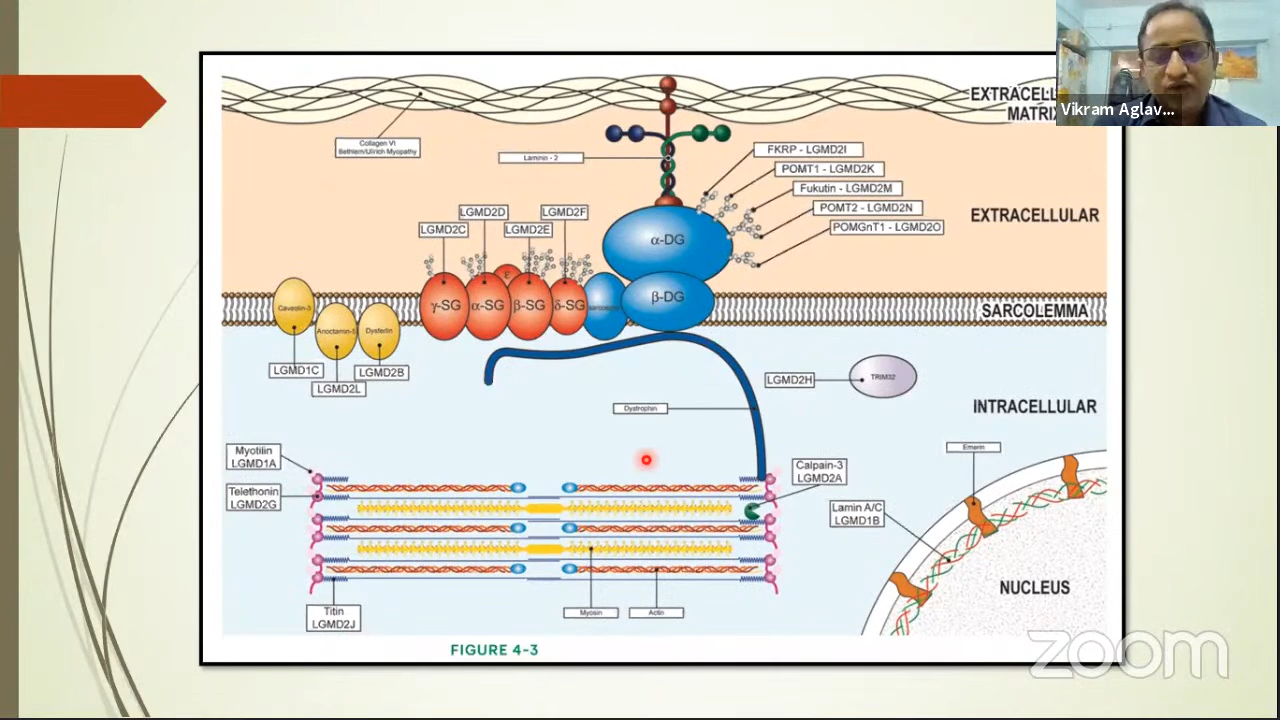 EXTRACELL
MATRIX
Vikram Aglav...
Collagen VI
Bethlem/Ullrich Myopathy
Laminin - 2
FKRP - LGMD2I
POMT1 - LGMD2K
Fukutin - LGMD2M
POMT2 - LGMD2N
POMGnT1 - LGMD2O
EXTRACELLULAR
LGMD2C
LGMD2D
LGMD2E
LGMD2F
α-DG
ε
γ-SG
α-SG
β-SG
δ-SG
β-DG
SARCOLEMMA
Caveolin-3
Anoctamin-5
Dysferlin
LGMD1C
LGMD2L
LGMD2B
LGMD2H
TRIM32
INTRACELLULAR
Dystrophin
Myotilin
LGMD1A
Telethonin
LGMD2G
Calpain-3
LGMD2A
Emerin
Lamin A/C
LGMD1B
NUCLEUS
Titin
LGMD2J
Myosin
Actin
FIGURE 4-3
zoom